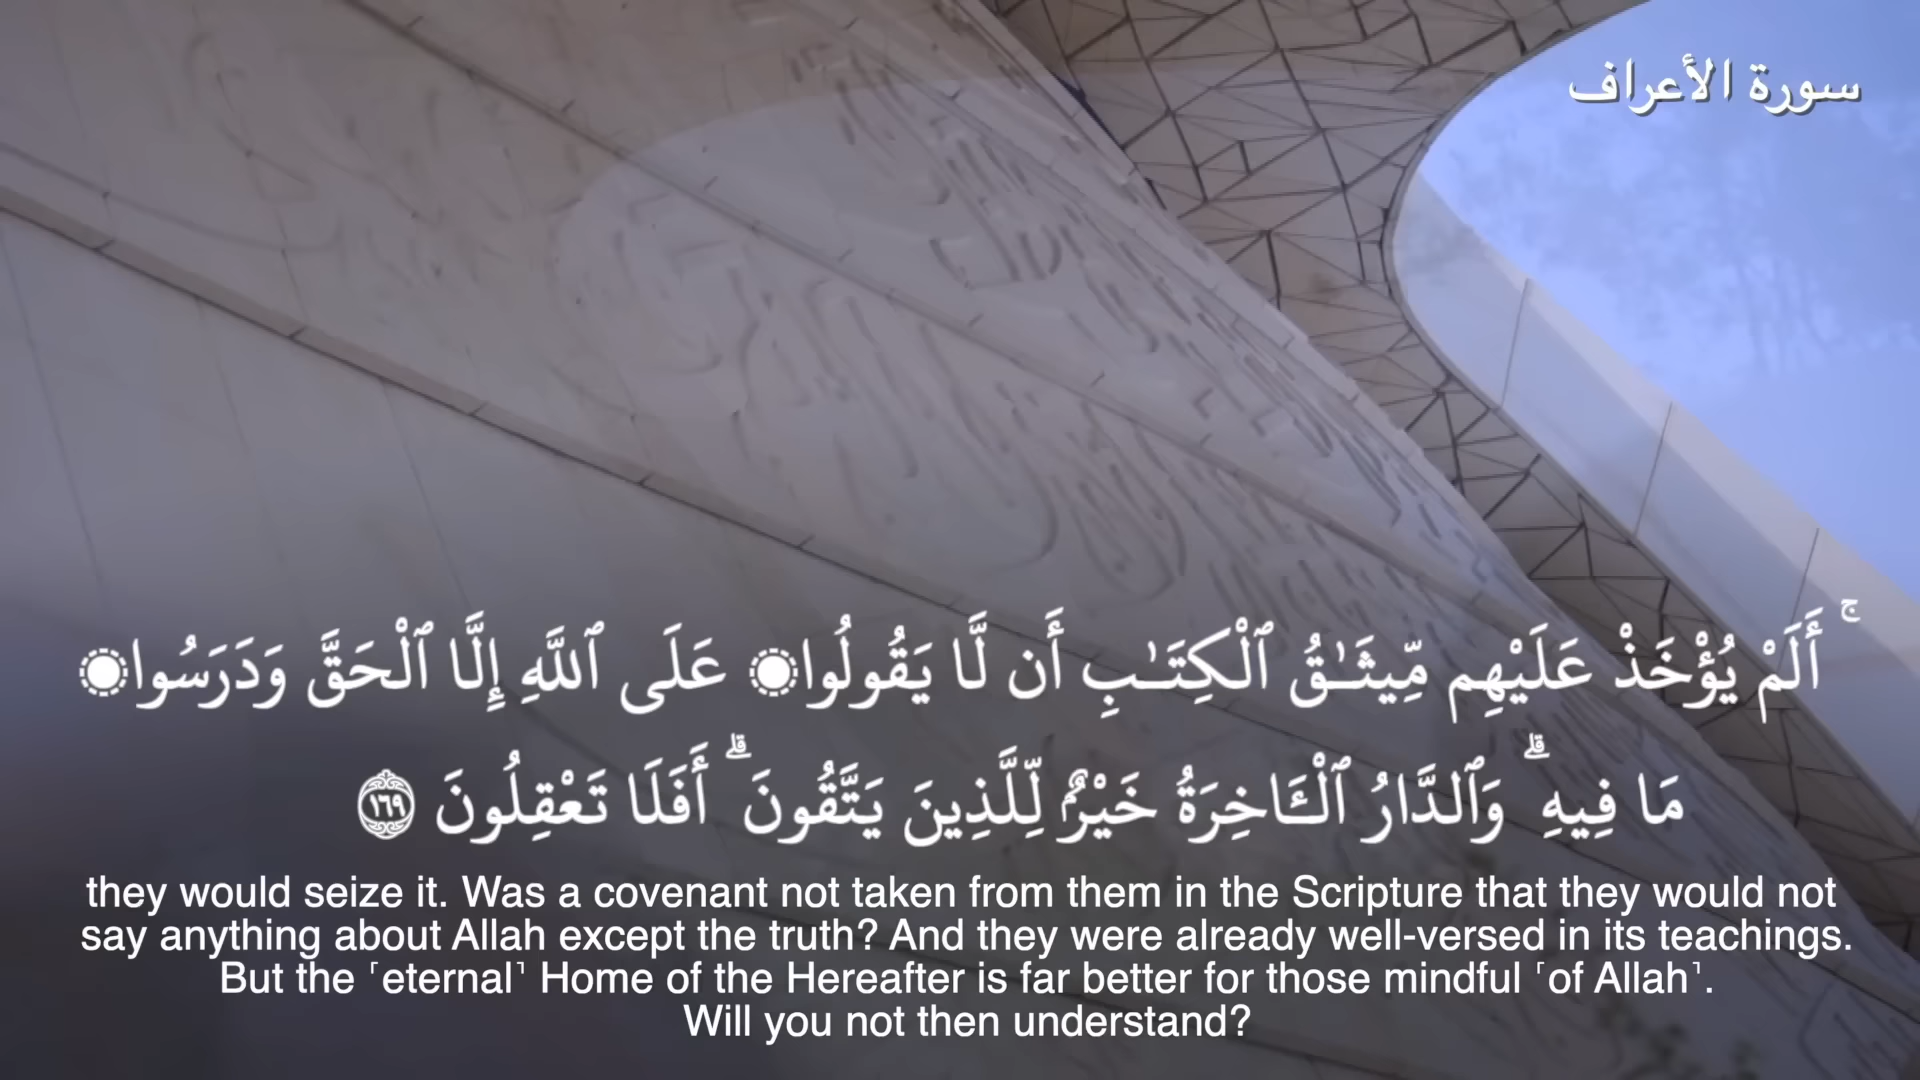 سورة الأعراف
ۚ أَلَمْ يُؤْخَذْ عَلَيْهِم مِّيثَـٰقُ ٱلْكِتَـٰبِ أَن لَّا يَقُولُوا۟ عَلَى ٱللَّهِ إِلَّا ٱلْحَقَّ وَدَرَسُوا۟
مَا فِيهِ ۗ وَٱلدَّارُ ٱلْـَٔاخِرَةُ خَيْرٌ لِّلَّذِينَ يَتَّقُونَ ۗ أَفَلَا تَعْقِلُونَ ١٦٩
they would seize it. Was a covenant not taken from them in the Scripture that they would not
say anything about Allah except the truth? And they were already well-versed in its teachings.
But the ˹eternal˺ Home of the Hereafter is far better for those mindful ˹of Allah˺.
Will you not then understand?